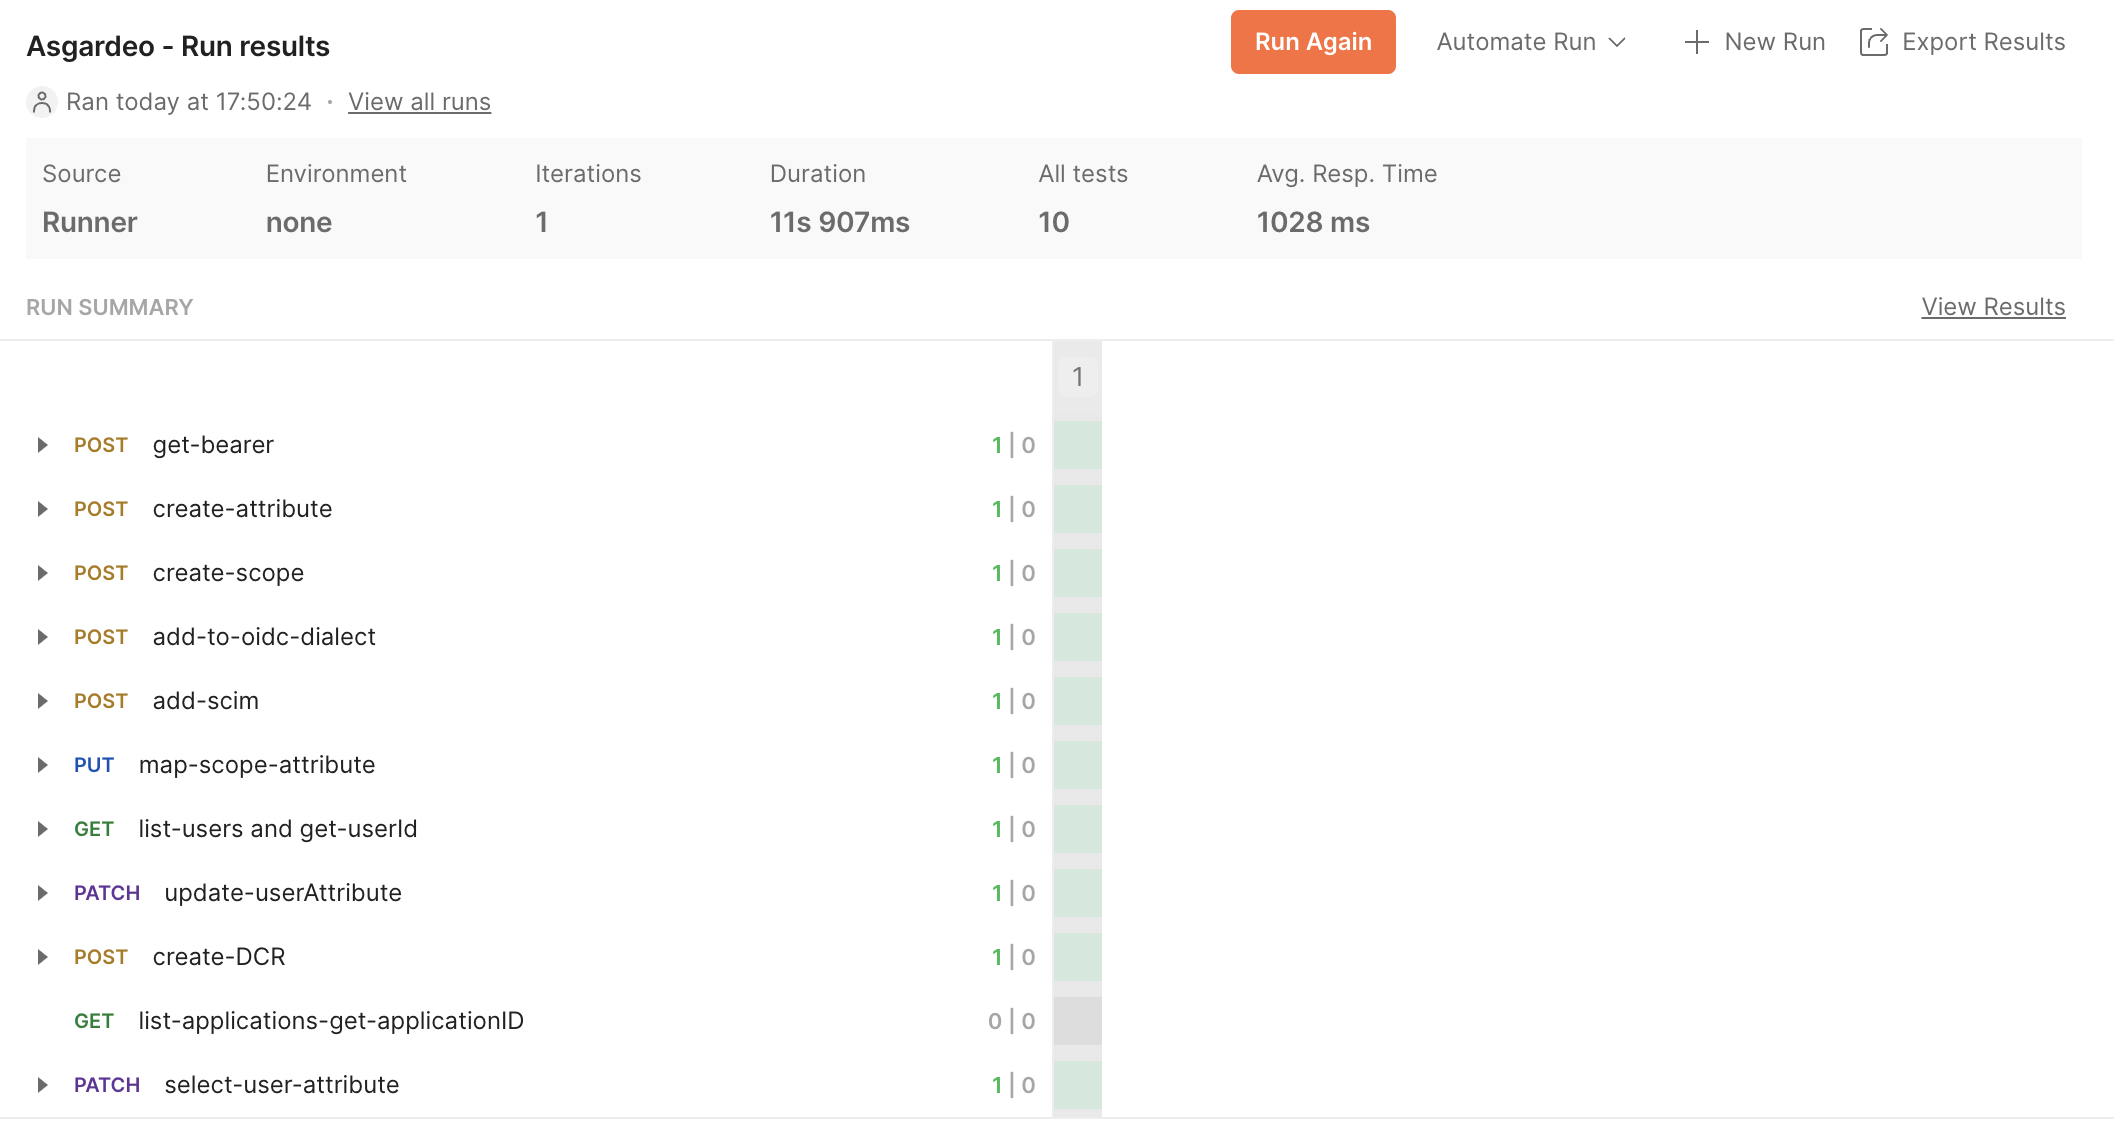 Asgardeo - Run results
Run Again
Automate Run
New Run
Export Results
Ran today at 17:50:24 · View all runs
Source Environment Iterations Duration All tests Avg. Resp. Time
Runner none 1 11s 907ms 10 1028 ms
RUN SUMMARY View Results
1
POST get-bearer 1 | 0
POST create-attribute 1 | 0
POST create-scope 1 | 0
POST add-to-oidc-dialect 1 | 0
POST add-scim 1 | 0
PUT map-scope-attribute 1 | 0
GET list-users and get-userId 1 | 0
PATCH update-userAttribute 1 | 0
POST create-DCR 1 | 0
GET list-applications-get-applicationID 0 | 0
PATCH select-user-attribute 1 | 0